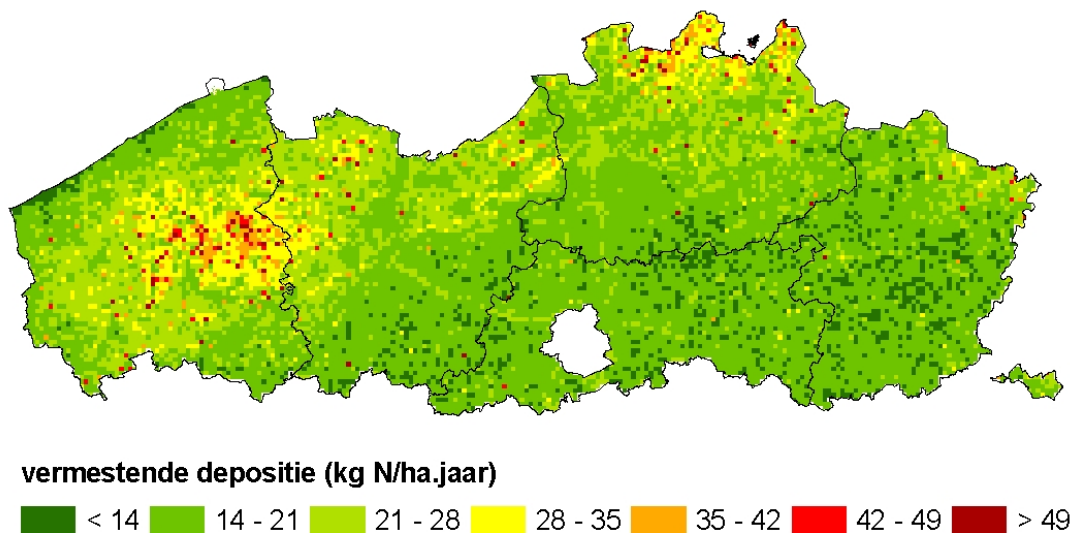 vermestende depositie (kg N/ha.jaar)
< 14 14 - 21 21 - 28 28 - 35 35 - 42 42 - 49 > 49